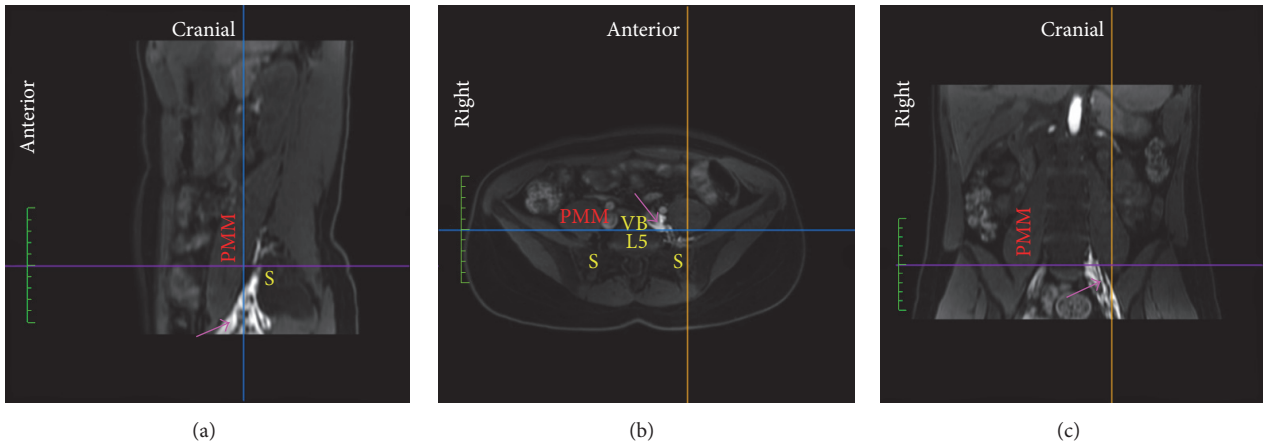 Cranial
Anterior
PMM
S
(a)
Anterior
Right
PMM
VB
L5
S
S
(b)
Cranial
Right
PMM
(c)